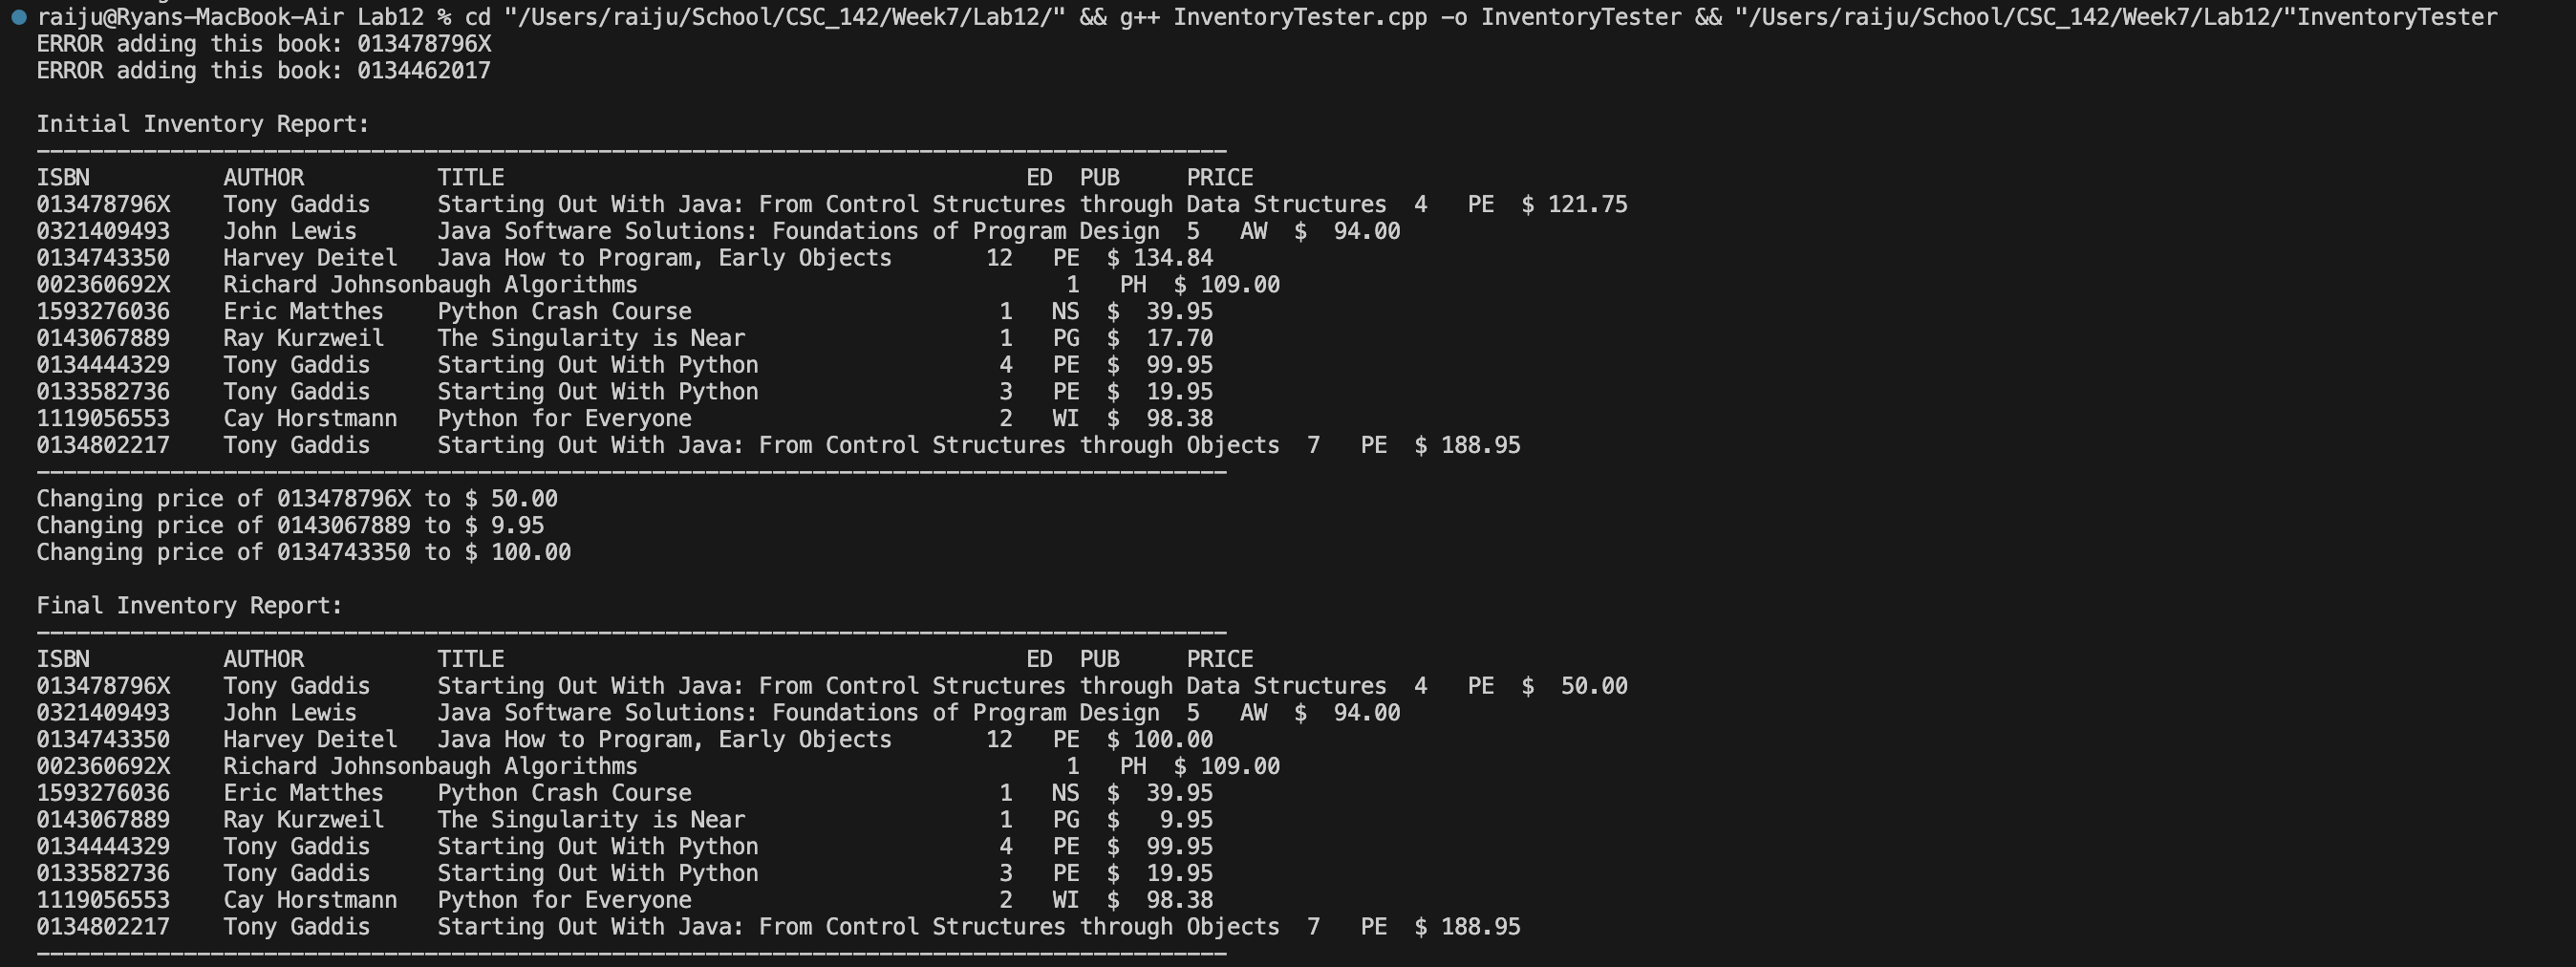 raiju@Ryans-MacBook-Air Lab12 % cd "/Users/raiju/School/CSC_142/Week7/Lab12/" && g++ InventoryTester.cpp -o InventoryTester && "/Users/raiju/School/CSC_142/Week7/Lab12/"InventoryTester
ERROR adding this book: 013478796X
ERROR adding this book: 0134462017

Initial Inventory Report:
-----------------------------------------------------------------------------------------
ISBN          AUTHOR          TITLE                                       ED  PUB     PRICE
013478796X    Tony Gaddis     Starting Out With Java: From Control Structures through Data Structures  4   PE  $ 121.75
0321409493    John Lewis      Java Software Solutions: Foundations of Program Design  5   AW  $  94.00
0134743350    Harvey Deitel   Java How to Program, Early Objects       12   PE  $ 134.84
002360692X    Richard Johnsonbaugh Algorithms                                1   PH  $ 109.00
1593276036    Eric Matthes    Python Crash Course                       1   NS  $  39.95
0143067889    Ray Kurzweil    The Singularity is Near                   1   PG  $  17.70
0134444329    Tony Gaddis     Starting Out With Python                  4   PE  $  99.95
0133582736    Tony Gaddis     Starting Out With Python                  3   PE  $  19.95
1119056553    Cay Horstmann   Python for Everyone                       2   WI  $  98.38
0134802217    Tony Gaddis     Starting Out With Java: From Control Structures through Objects  7   PE  $ 188.95
-----------------------------------------------------------------------------------------
Changing price of 013478796X to $ 50.00
Changing price of 0143067889 to $ 9.95
Changing price of 0134743350 to $ 100.00

Final Inventory Report:
-----------------------------------------------------------------------------------------
ISBN          AUTHOR          TITLE                                       ED  PUB     PRICE
013478796X    Tony Gaddis     Starting Out With Java: From Control Structures through Data Structures  4   PE  $  50.00
0321409493    John Lewis      Java Software Solutions: Foundations of Program Design  5   AW  $  94.00
0134743350    Harvey Deitel   Java How to Program, Early Objects       12   PE  $ 100.00
002360692X    Richard Johnsonbaugh Algorithms                                1   PH  $ 109.00
1593276036    Eric Matthes    Python Crash Course                       1   NS  $  39.95
0143067889    Ray Kurzweil    The Singularity is Near                   1   PG  $   9.95
0134444329    Tony Gaddis     Starting Out With Python                  4   PE  $  99.95
0133582736    Tony Gaddis     Starting Out With Python                  3   PE  $  19.95
1119056553    Cay Horstmann   Python for Everyone                       2   WI  $  98.38
0134802217    Tony Gaddis     Starting Out With Java: From Control Structures through Objects  7   PE  $ 188.95
-----------------------------------------------------------------------------------------